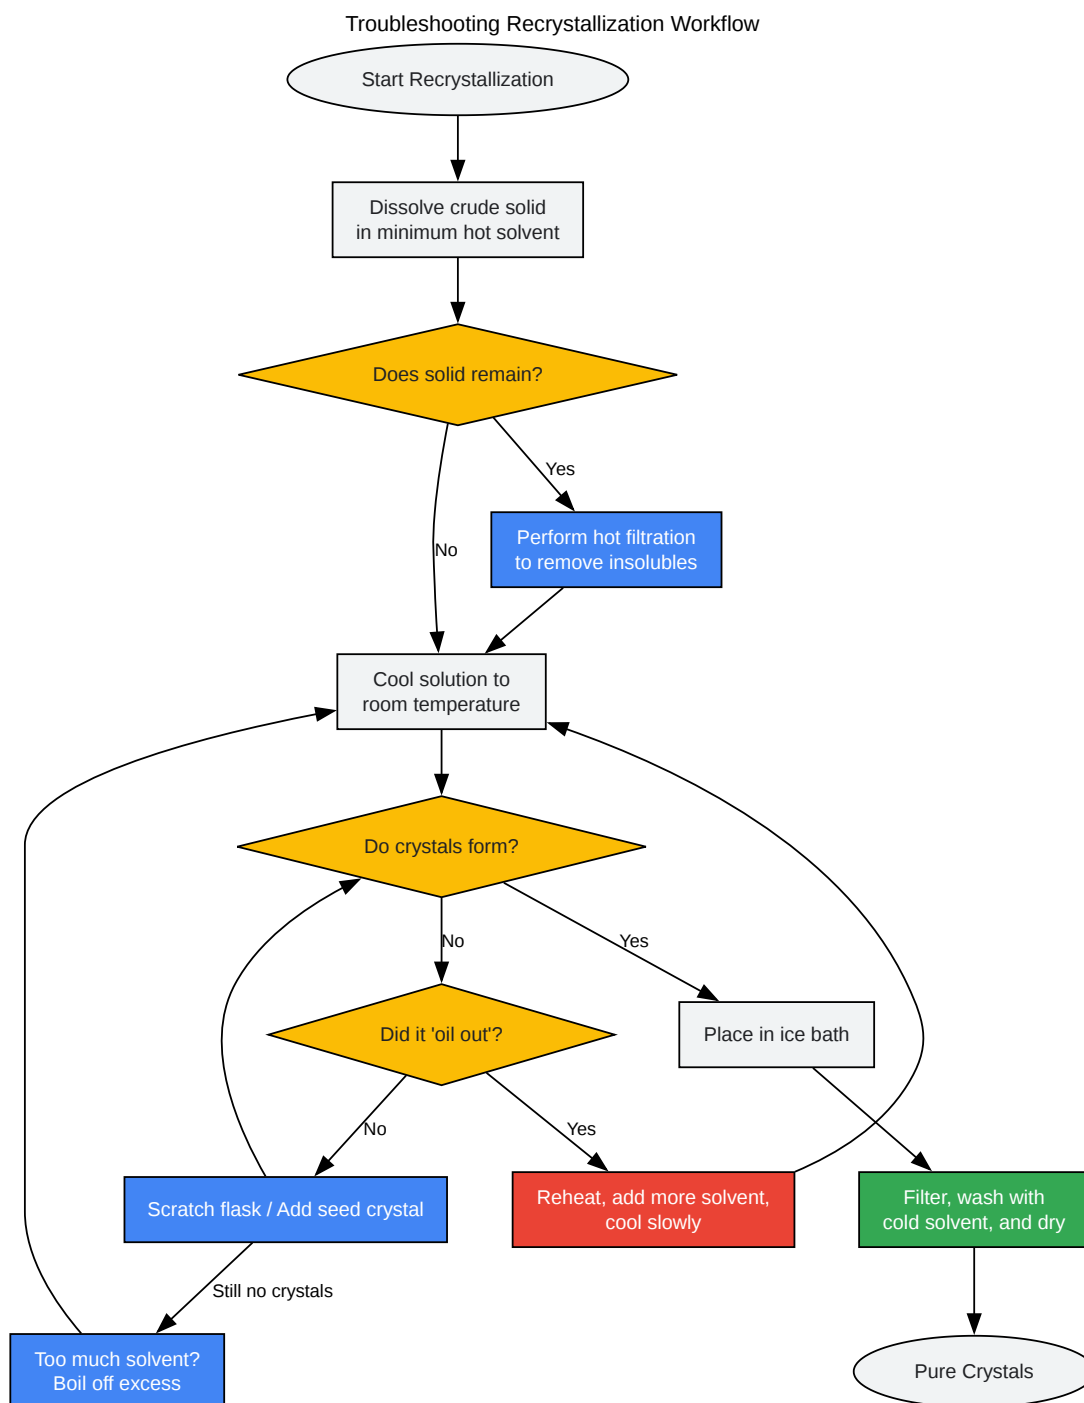 Troubleshooting Recrystallization Workflow
Start Recrystallization
Dissolve crude solid
in minimum hot solvent
Does solid remain?
Yes
Perform hot filtration
to remove insolubles
No
Cool solution to
room temperature
Do crystals form?
No
Yes
Did it 'oil out'?
Place in ice bath
No
Yes
Scratch flask / Add seed crystal
Reheat, add more solvent,
cool slowly
Filter, wash with
cold solvent, and dry
Still no crystals
Too much solvent?
Boil off excess
Pure Crystals